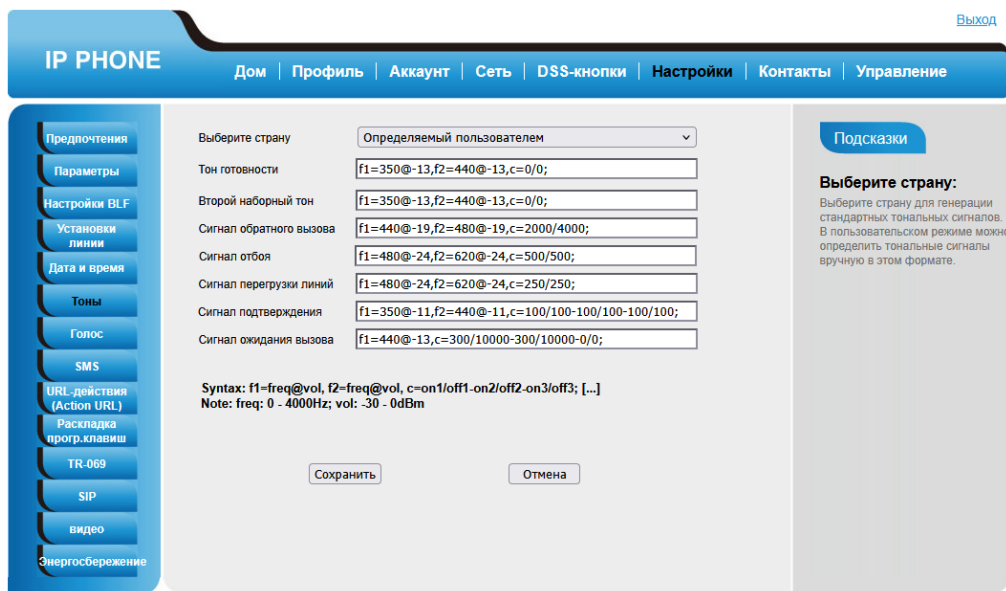 Выход
IP PHONE
Дом | Профиль | Аккаунт | Сеть | DSS-кнопки | Настройки | Контакты | Управление
Предпочтения
Параметры
Настройки BLF
Установки
линии
Дата и время
Тоны
Голос
SMS
URL-действия
(Action URL)
Раскладка
прогр.клавиш
TR-069
SIP
видео
Энергосбережение
Выберите страну Определяемый пользователем
Тон готовности f1=350@-13,f2=440@-13,c=0/0;
Второй наборный тон f1=350@-13,f2=440@-13,c=0/0;
Сигнал обратного вызова f1=440@-19,f2=480@-19,c=2000/4000;
Сигнал отбоя f1=480@-24,f2=620@-24,c=500/500;
Сигнал перегрузки линий f1=480@-24,f2=620@-24,c=250/250;
Сигнал подтверждения f1=350@-11,f2=440@-11,c=100/100-100/100-100/100;
Сигнал ожидания вызова f1=440@-13,c=300/10000-300/10000-0/0;
Syntax: f1=freq@vol, f2=freq@vol, c=on1/off1-on2/off2-on3/off3; [...]
Note: freq: 0 - 4000Hz; vol: -30 - 0dBm
Сохранить Отмена
Подсказки
Выберите страну:
Выберите страну для генерации
стандартных тональных сигналов.
В пользовательском режиме можно
определить тональные сигналы
вручную в этом формате.